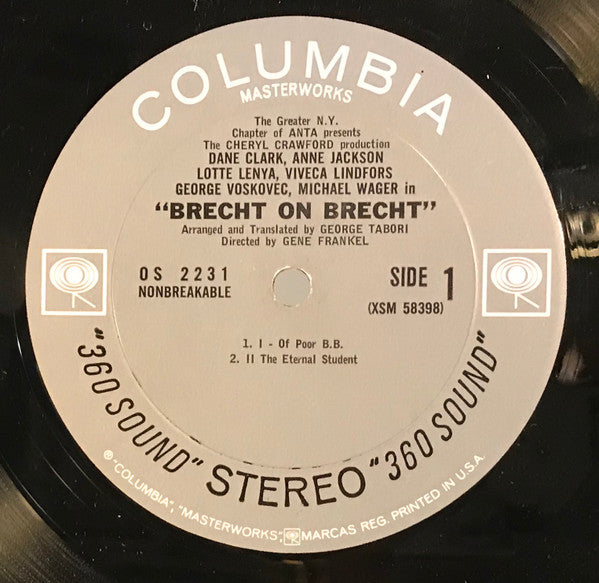 COLUMBIA
MASTERWORKS
The Greater N.Y.
Chapter of ANTA presents
The CHERYL CRAWFORD production
DANE CLARK, ANNE JACKSON
LOTTE LENYA, VIVECA LINDFORS
GEORGE VOSKOVEC, MICHAEL WAGER in
"BRECHT ON BRECHT"
Arranged and Translated by GEORGE TABORI
Directed by GENE FRANKEL
OS 2231
NONBREAKABLE
SIDE 1
(XSM 58398)
1. I - Of Poor B.B.
2. II The Eternal Student
"360 SOUND" STEREO "360 SOUND"
® "COLUMBIA", "MASTERWORKS", MARCAS REG. PRINTED IN U.S.A.